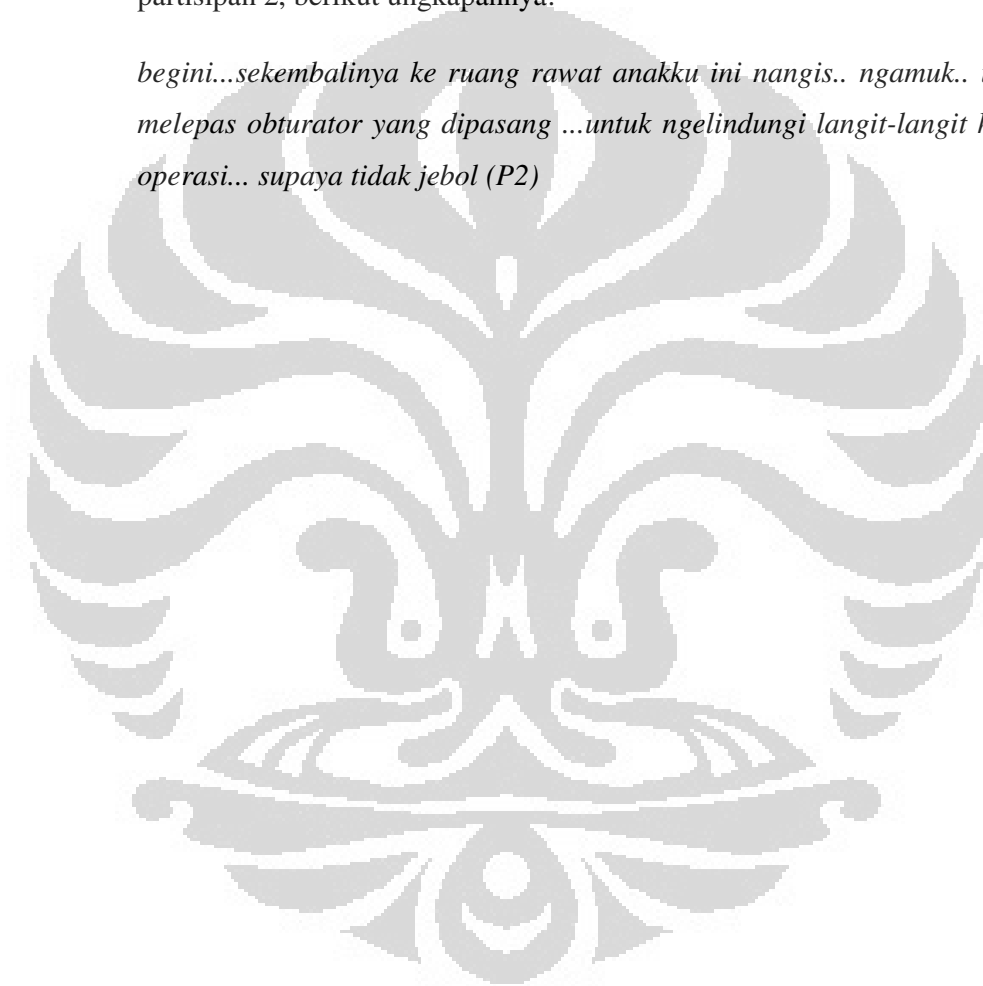 partisipan 2, berikut ungkapannya:
begini...sekembalinya ke ruang rawat anakku ini nangis.. ngamuk..
melepas obturator yang dipasang ...untuk ngelindungi langit-langit
operasi... supaya tidak jebol (P2)